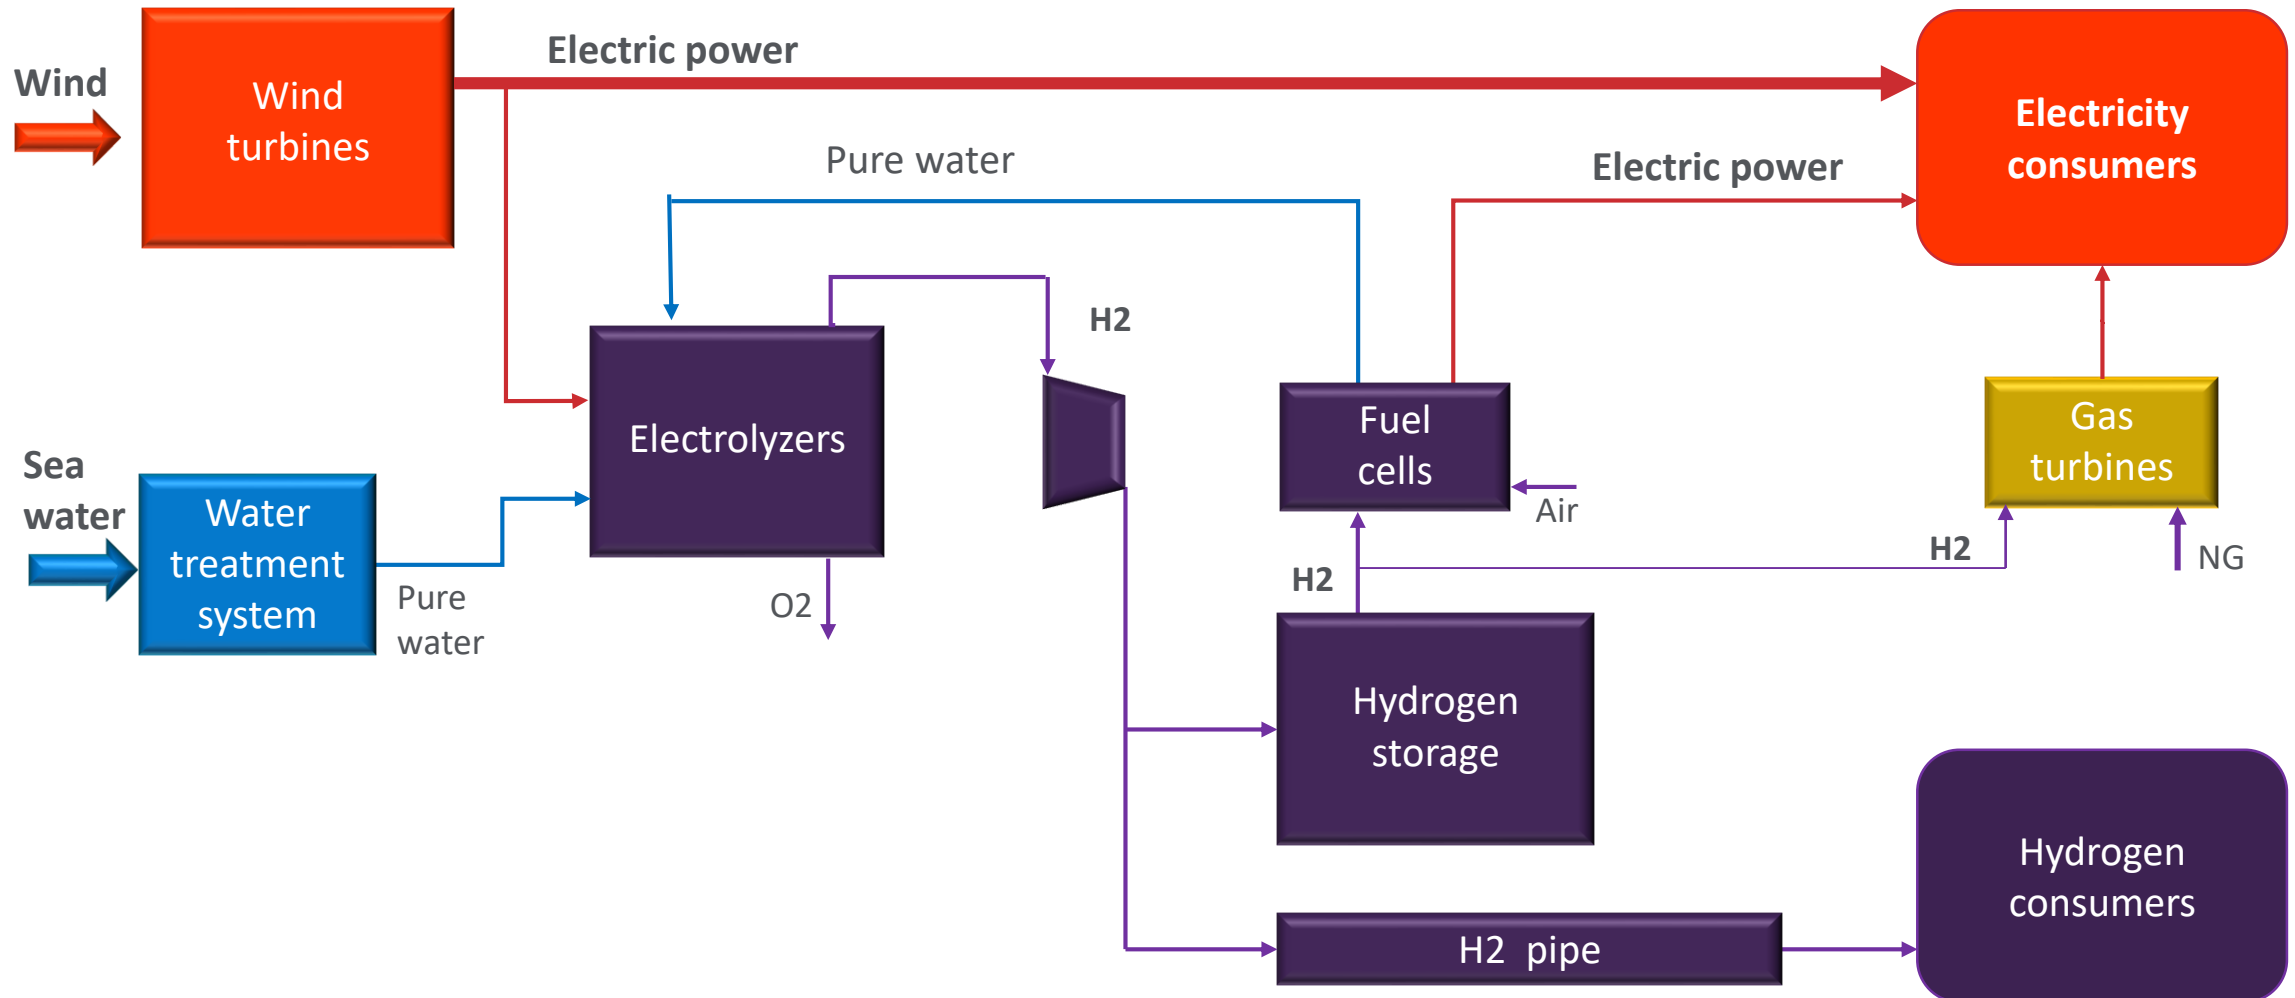 Electric power
Wind
Wind
turbines
Electricity
consumers
Pure water
Electric power
H2
Electrolyzers
Fuel
cells
Gas
turbines
Sea
water
Water
treatment
system
Air
H2
NG
H2
Pure
water
O2
Hydrogen
storage
Hydrogen
consumers
H2 pipe